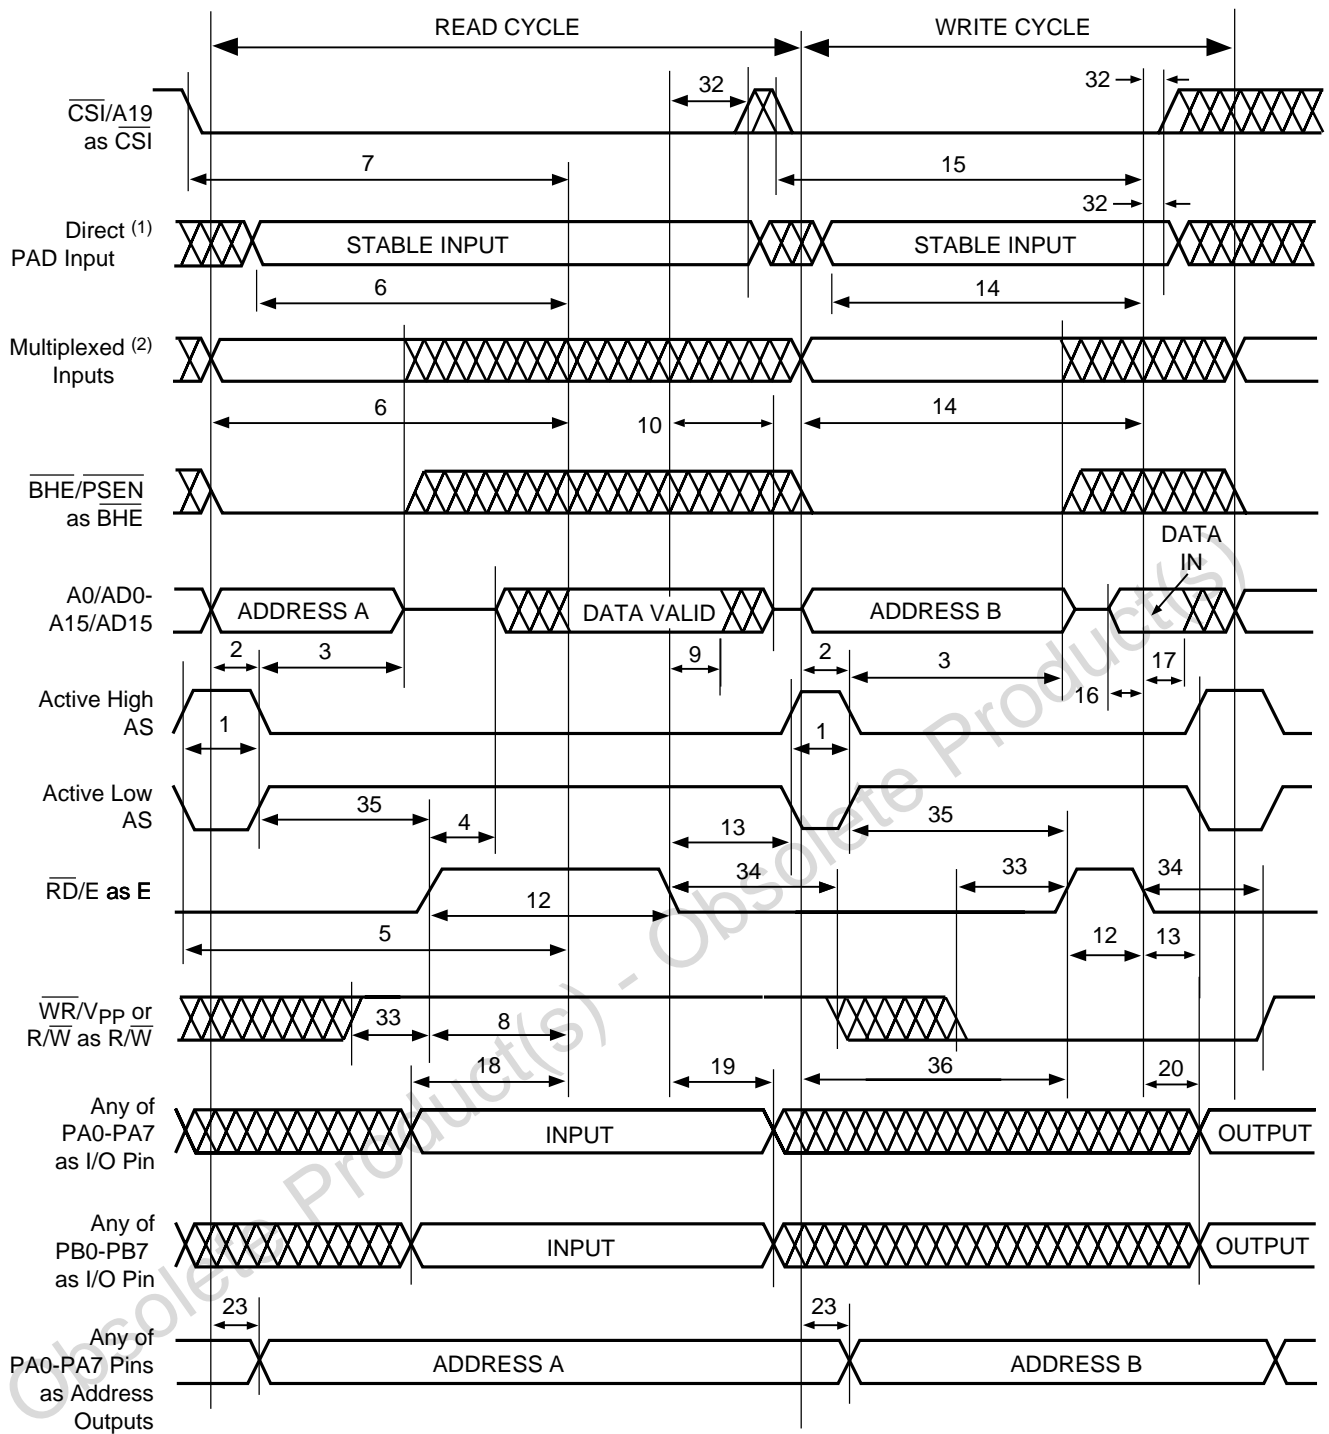 READ CYCLE
WRITE CYCLE
32
32
CSI/A19
as CSI
7
15
32
Direct (1)
PAD Input
STABLE INPUT
STABLE INPUT
6
14
Multiplexed (2)
Inputs
6
10
14
BHE/PSEN
as BHE
DATA
IN
A0/AD0-
A15/AD15
ADDRESS A
DATA VALID
ADDRESS B
2
3
9
2
3
17
16
Active High
AS
1
1
Active Low
AS
35
4
13
35
34
33
34
RD/E as E
12
5
12
13
WR/VPP or
R/W as R/W
33
8
18
19
36
20
Any of
PA0-PA7
as I/O Pin
INPUT
OUTPUT
Any of
PB0-PB7
as I/O Pin
INPUT
OUTPUT
23
23
Any of
PA0-PA7 Pins
as Address
Outputs
ADDRESS A
ADDRESS B
Obsolete Product(s) - Obsolete Product(s)